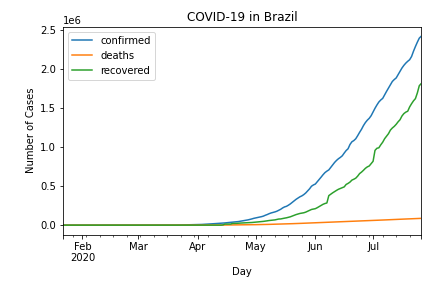 COVID-19 in Brazil
1e6
2.5
2.0
1.5
1.0
0.5
0.0
Number of Cases
confirmed
deaths
recovered
Feb
2020
Mar
Apr
May
Jun
Jul
Day